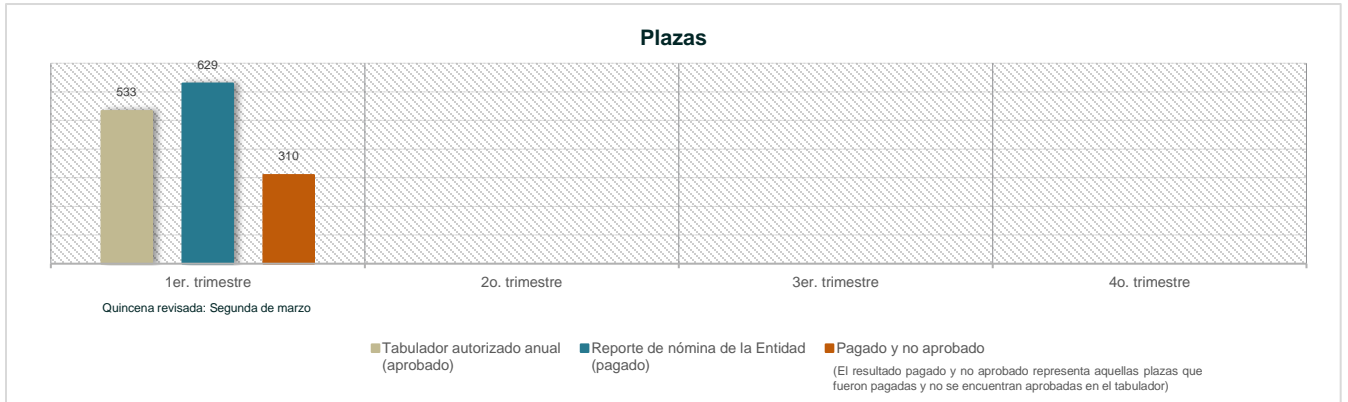 Plazas
629
533
310
1er. trimestre
2o. trimestre
3er. trimestre
4o. trimestre
Quincena revisada: Segunda de marzo
Tabulador autorizado anual
(aprobado)
Reporte de nómina de la Entidad
(pagado)
Pagado y no aprobado
(El resultado pagado y no aprobado representa aquellas plazas que
fueron pagadas y no se encuentran aprobadas en el tabulador)